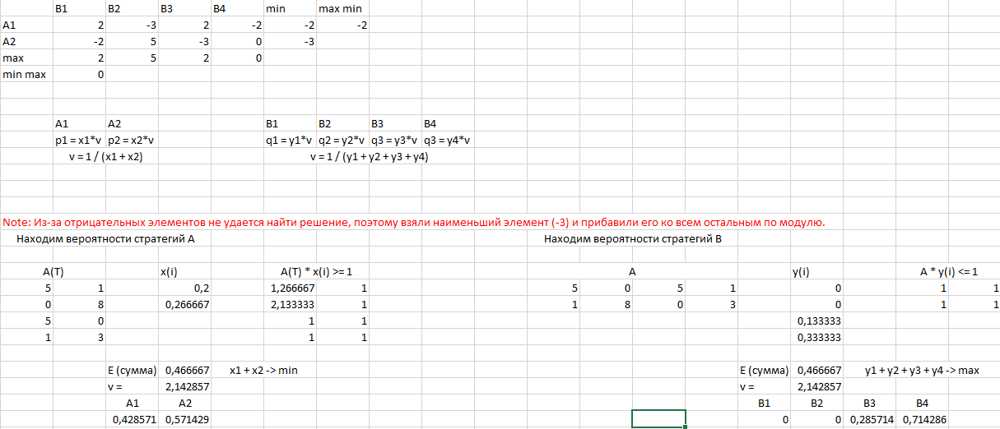 B1 B2 B3 B4 min max min
A1 2 -3 2 -2 -2 -2
A2 -2 5 -3 0 -3
max 2 5 2 0
min max 0
A1 A2 B1 B2 B3 B4
p1 = x1*v p2 = x2*v q1 = y1*v q2 = y2*v q3 = y3*v q3 = y4*v
v = 1 / (x1 + x2) v = 1 / (y1 + y2 + y3 + y4)
Note: Из-за отрицательных элементов не удается найти решение, поэтому взяли наименьший элемент (-3) и прибавили его ко всем остальным по модулю.
Находим вероятности стратегий А Находим вероятности стратегий В
A(T) x(i) A(T) * x(i) >= 1 A y(i) A * y(i) <= 1
5 1 0,2 1,266667 1 5 0 5 1 0 1 1
0 8 0,266667 2,133333 1 1 8 0 3 0 1 1
5 0 1 1 0,133333
1 3 1 1 0,333333
E (сумма) 0,466667 x1 + x2 -> min E (сумма) 0,466667 y1 + y2 + y3 + y4 -> max
v = 2,142857 v = 2,142857
A1 A2 B1 B2 B3 B4
0,428571 0,571429 0 0 0,285714 0,714286